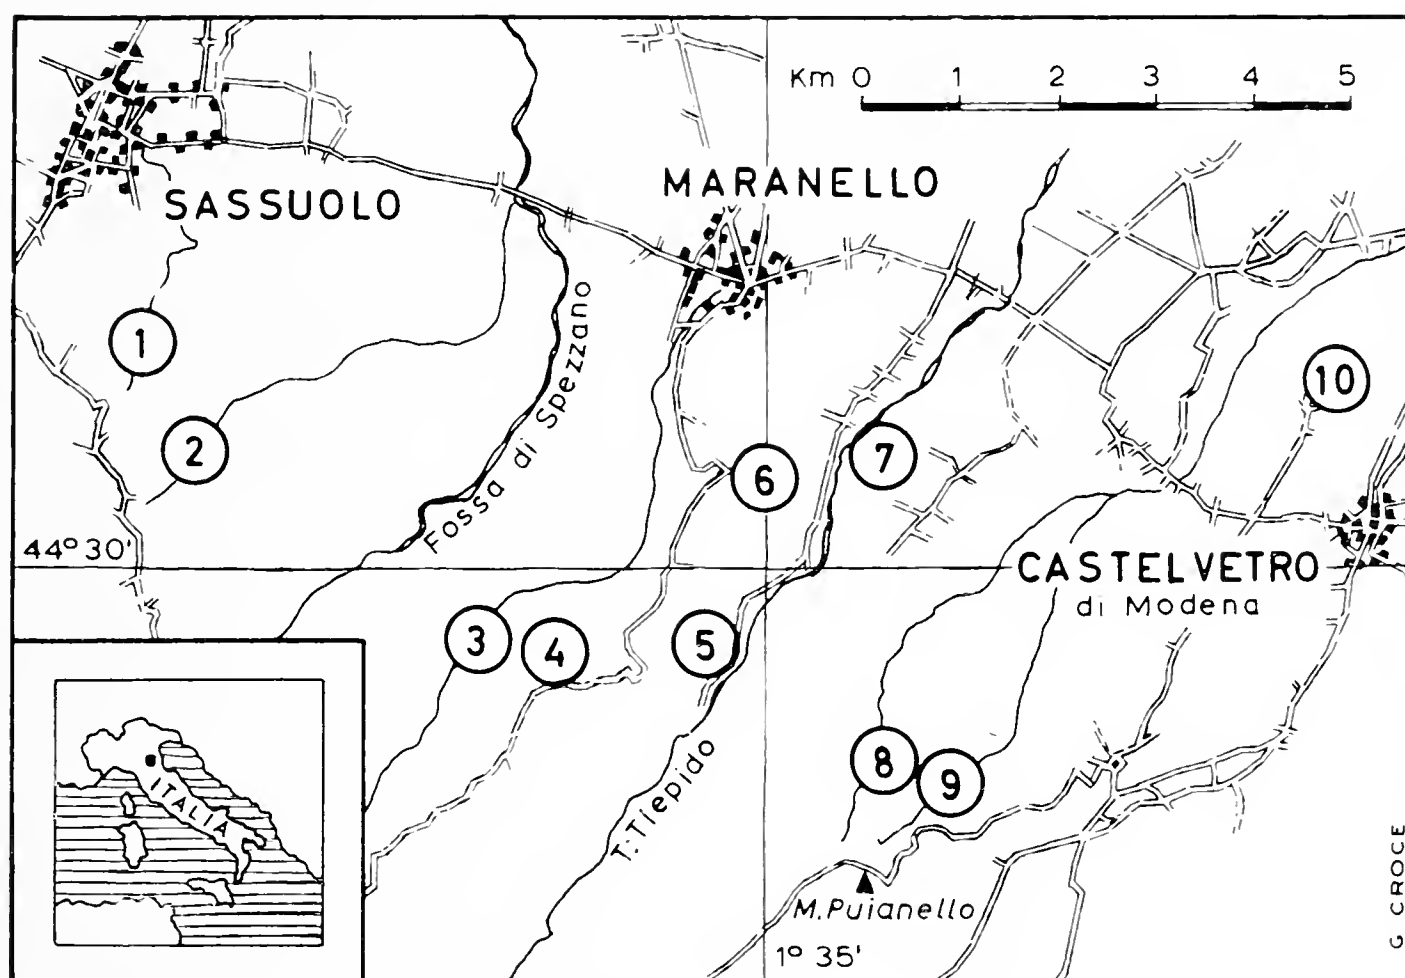 Km 0 1 2 3 4 5
SASSUOLO
MARANELLO
1
10
Fossa di Spezzano
2
6
7
44° 30'
CASTELVETRO
di Modena
3
4
5
8
9
T. Tiepido
ITALIA
M. Puianello
1° 35'
G CROCE